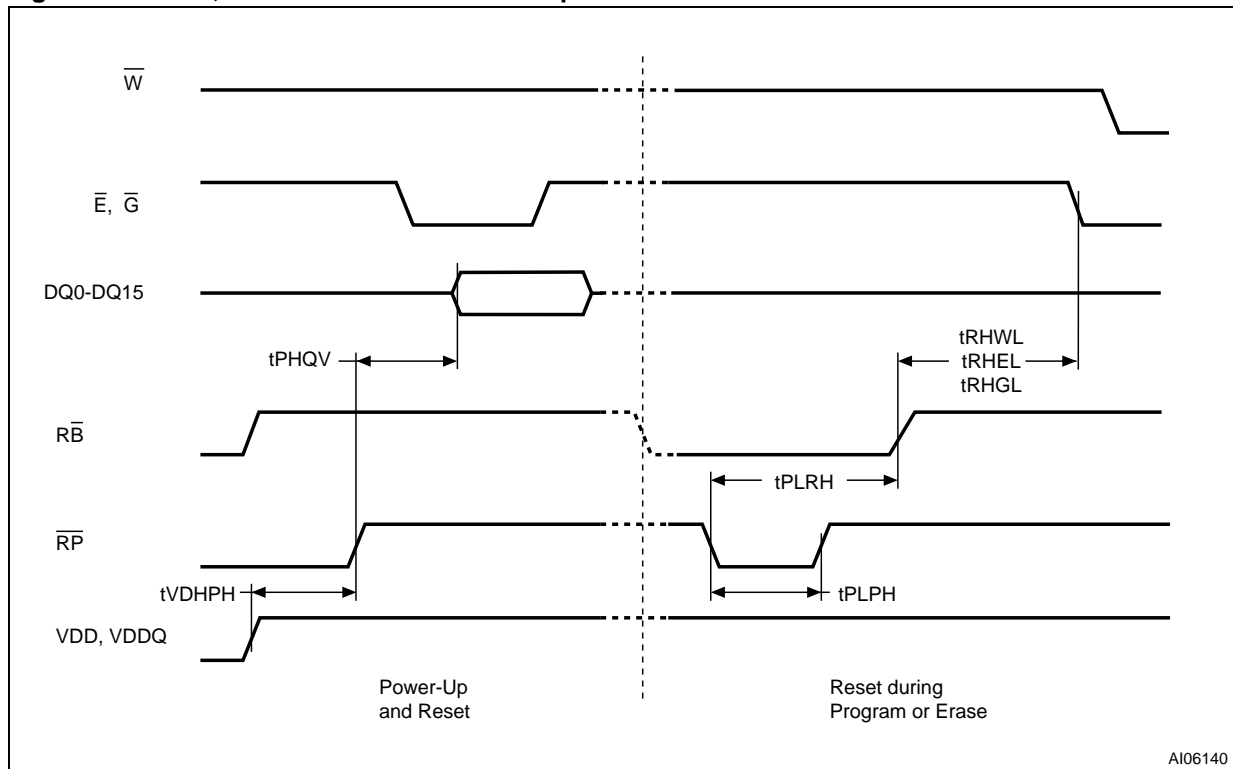 W̅
E̅, G̅
DQ0-DQ15
tPHQV
tRHWL
tRHEL
tRHGL
RB̅
tPLRH
R̅P̅
tVDHPH
tPLPH
VDD, VDDQ
Power-Up
and Reset
Reset during
Program or Erase
AI06140